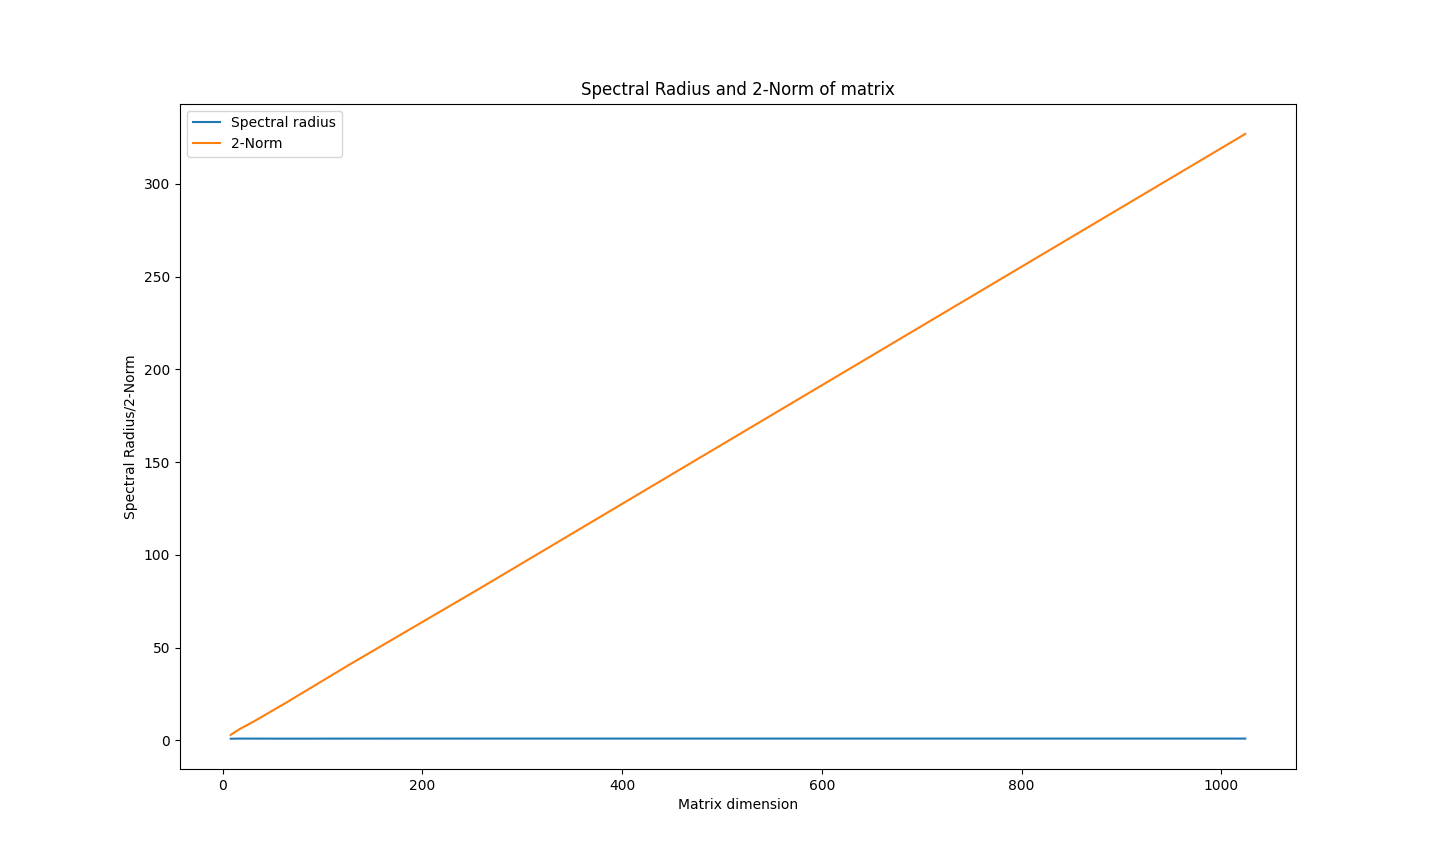 Spectral Radius and 2-Norm of matrix
Spectral radius
2-Norm
300
250
200
150
100
50
0
Spectral Radius/2-Norm
0 200 400 600 800 1000
Matrix dimension